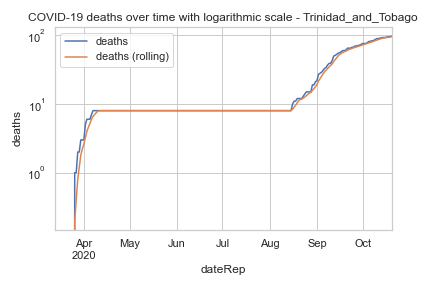 COVID-19 deaths over time with logarithmic scale - Trinidad_and_Tobago
deaths
deaths (rolling)
10²
10¹
10⁰
deaths
Apr May Jun Jul Aug Sep Oct
2020
dateRep